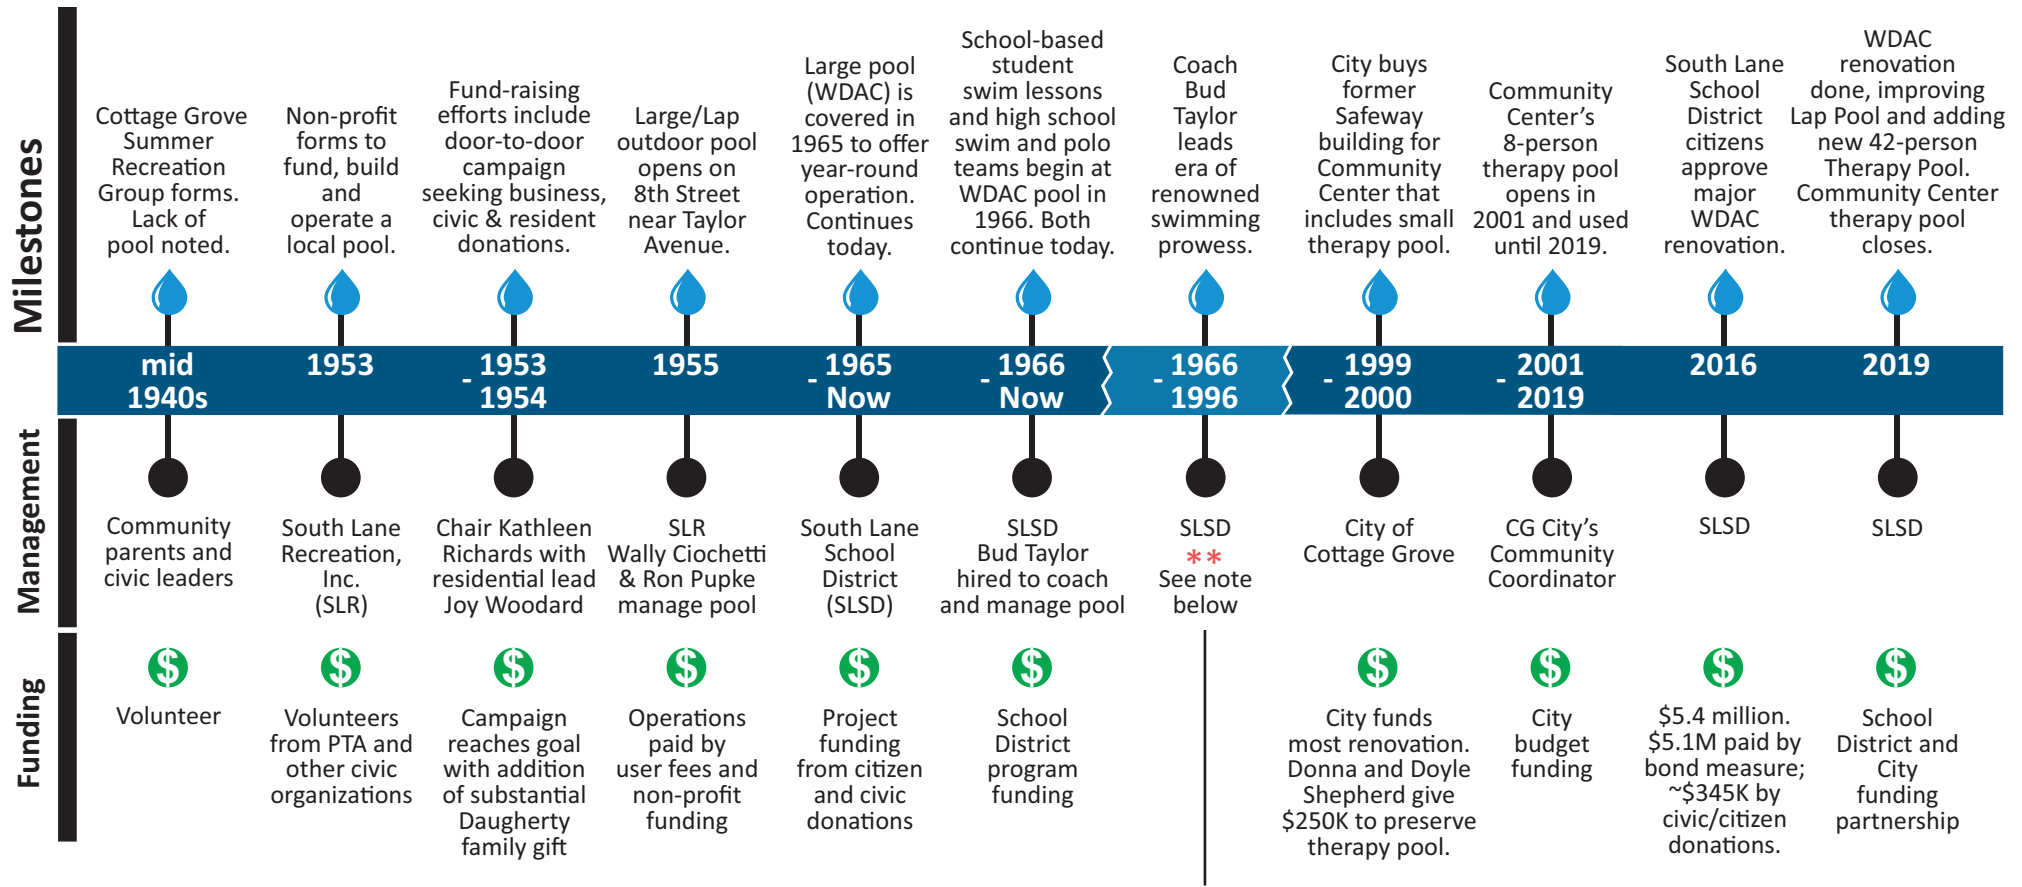 Milestones
Cottage Grove
Summer
Recreation
Group forms.
Lack of
pool noted.
Non-profit
forms to
fund, build
and
operate a
local pool.
Fund-raising
efforts include
door-to-door
campaign
seeking business,
civic & resident
donations.
Large/Lap
outdoor pool
opens on
8th Street
near Taylor
Avenue.
Large pool
(WDAC) is
covered in
1965 to offer
year-round
operation.
Continues
today.
School-based
student
swim lessons
and high school
swim and polo
teams begin at
WDAC pool in
1966. Both
continue today.
Coach
Bud
Taylor
leads
era of
renowned
swimming
prowess.
City buys
former
Safeway
building for
Community
Center that
includes small
therapy pool.
Community
Center’s
8-person
therapy pool
opens in
2001 and used
until 2019.
South Lane
School
District
citizens
approve
major
WDAC
renovation.
WDAC
renovation
done, improving
Lap Pool and adding
new 42-person
Therapy Pool.
Community Center
therapy pool
closes.
mid
1940s
1953
- 1953
1954
1955
- 1965
Now
- 1966
Now
- 1966
1996
- 1999
2000
- 2001
2019
2016
2019
Management
Community
parents and
civic leaders
South Lane
Recreation,
Inc.
(SLR)
Chair Kathleen
Richards with
residential lead
Joy Woodard
SLR
Wally Ciochetti
& Ron Pupke
manage pool
South Lane
School
District
(SLSD)
SLSD
Bud Taylor
hired to coach
and manage pool
SLSD
**
See note
below
City of
Cottage Grove
CG City’s
Community
Coordinator
SLSD
SLSD
Funding
$
Volunteer
$
Volunteers
from PTA and
other civic
organizations
$
Campaign
reaches goal
with addition
of substantial
Daugherty
family gift
$
Operations
paid by
user fees and
non-profit
funding
$
Project
funding
from citizen
and civic
donations
$
School
District
program
funding
$
City funds
most renovation.
Donna and Doyle
Shepherd give
$250K to preserve
therapy pool.
$
City
budget
funding
$
$5.4 million.
$5.1M paid by
bond measure;
~$345K by
civic/citizen
donations.
$
School
District and
City
funding
partnership